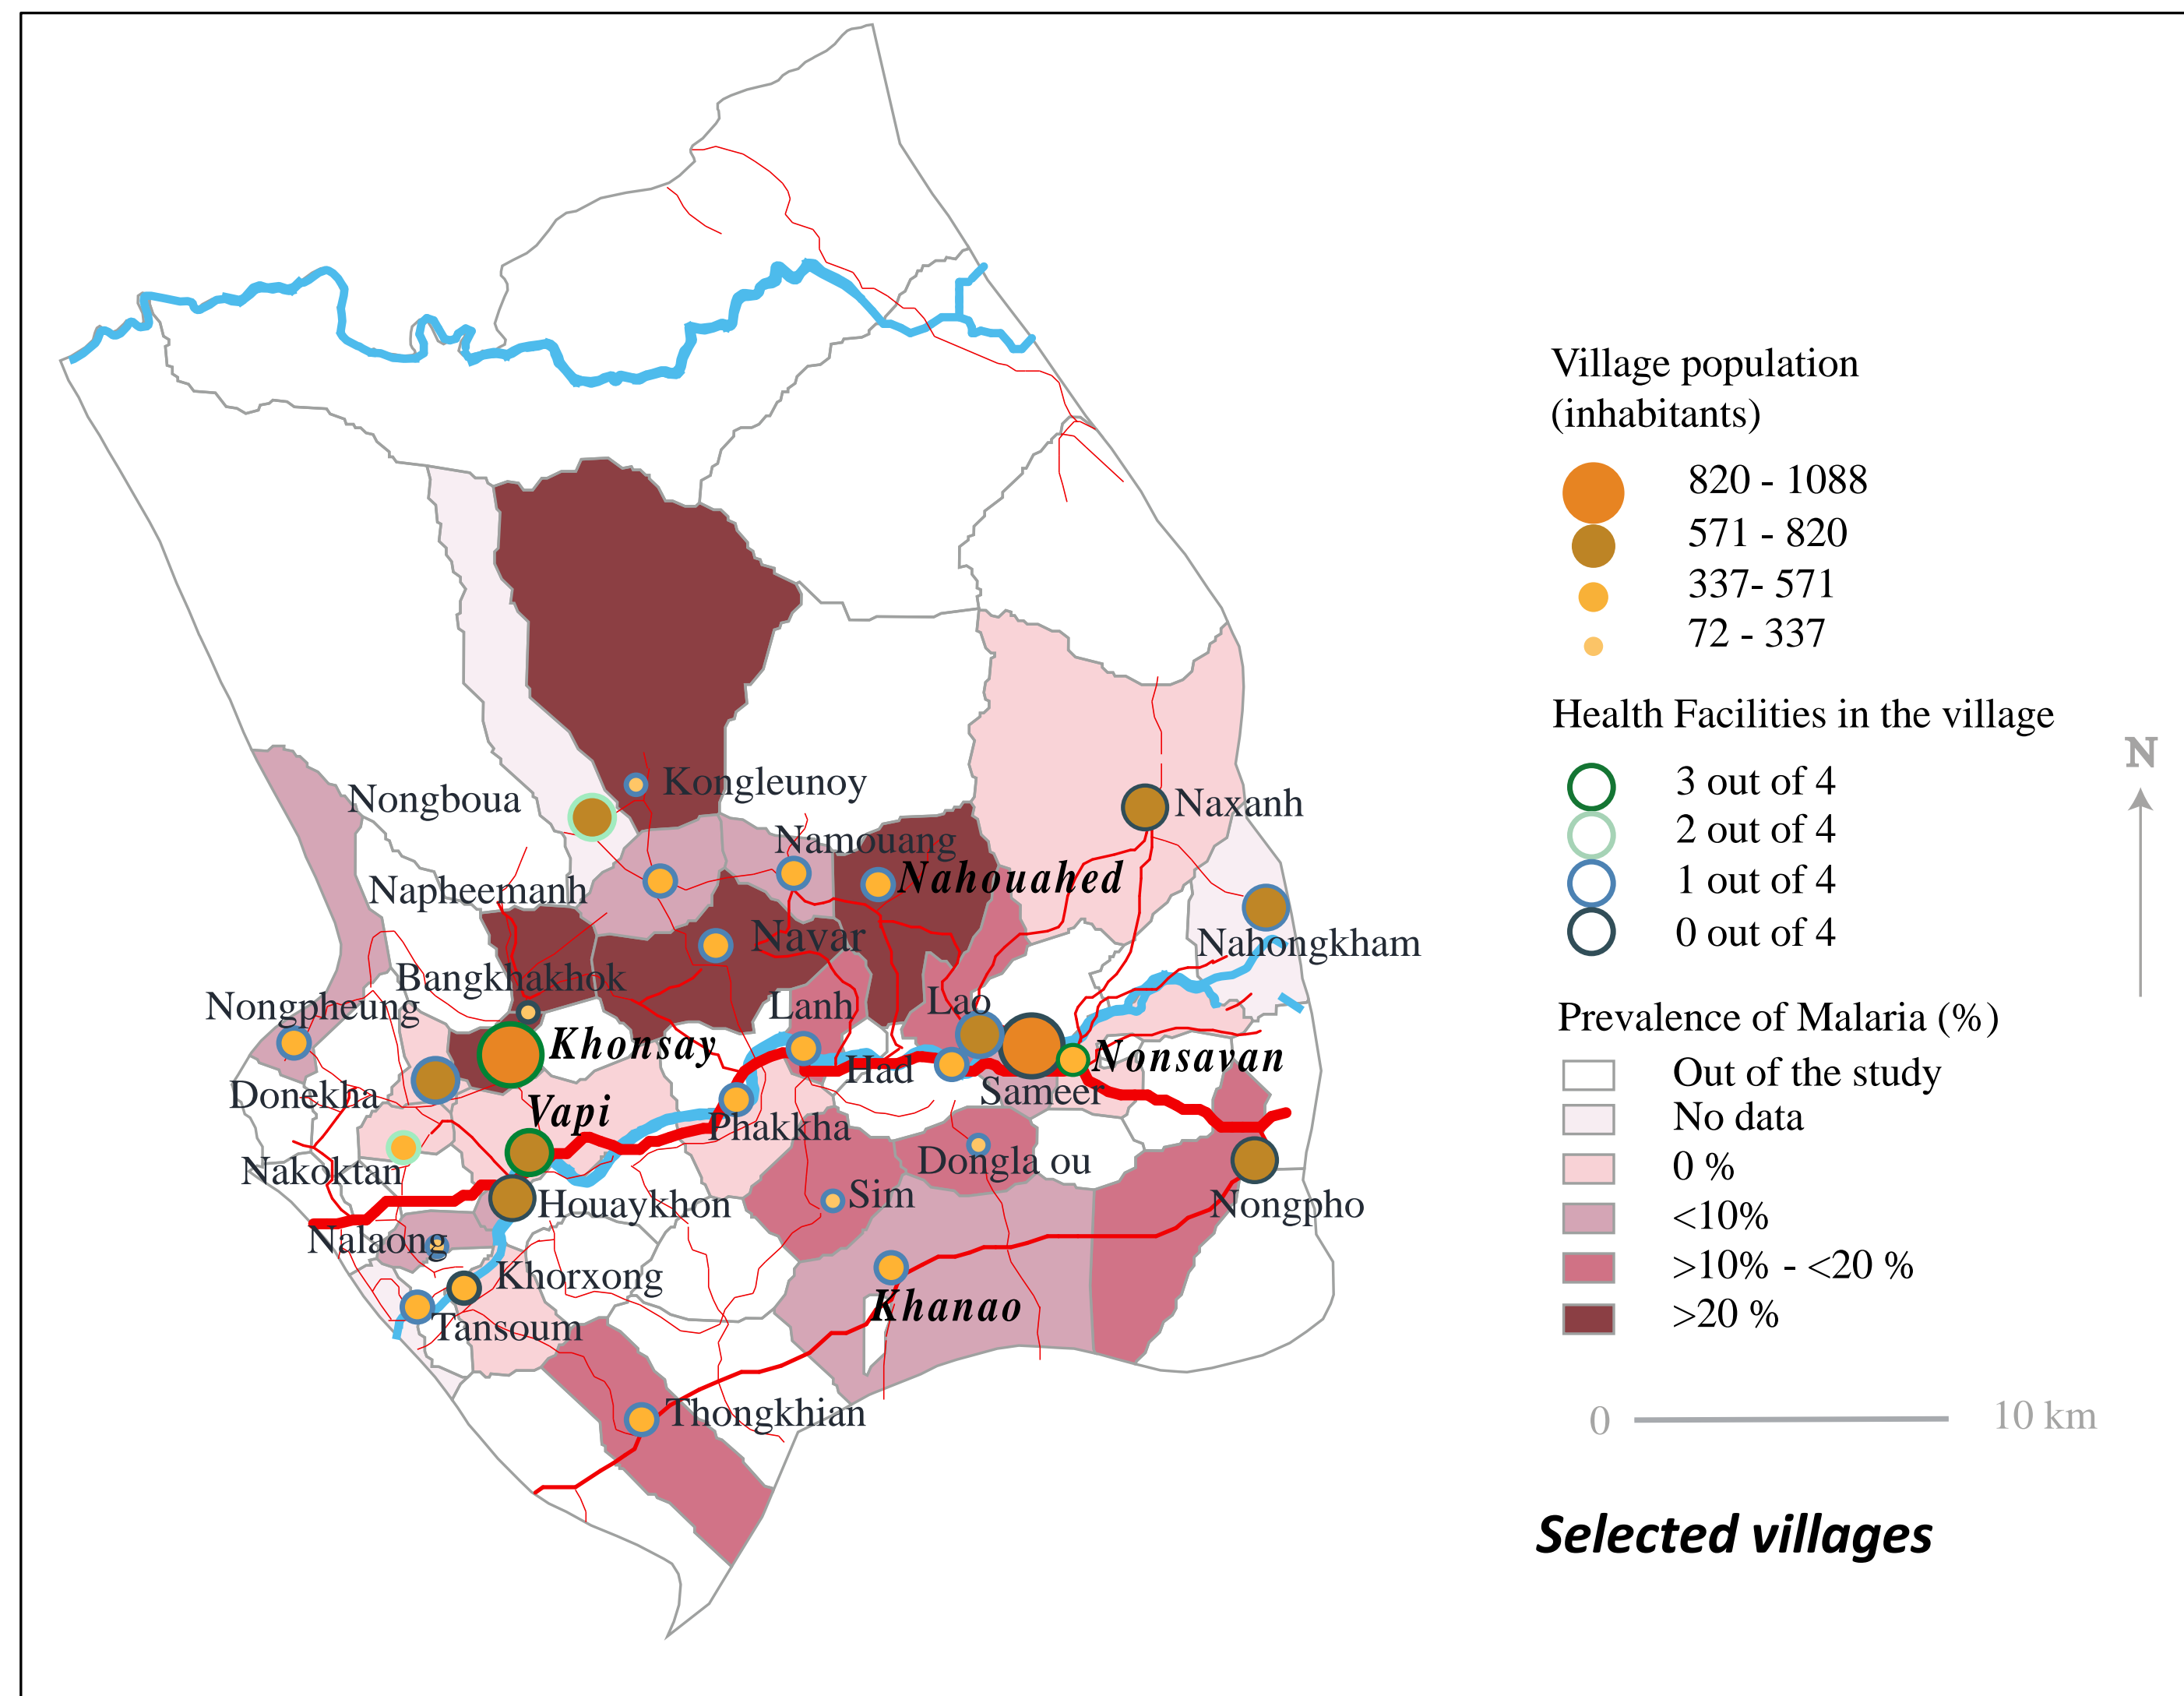 Village population
(inhabitants)
820 - 1088
571 - 820
337- 571
72 - 337
Health Facilities in the village
3 out of 4
2 out of 4
1 out of 4
0 out of 4
N
Prevalence of Malaria (%)
Out of the study
No data
0 %
<10%
>10% - <20 %
>20 %
0
10 km
Selected villages
Kongleunoy
Nongboua
Naxanh
Namouang
Nahouahed
Napheemanh
Navar
Nahongkham
Bangkhakhok
Nongpheung
Lanh
Lao
Khonsay
Nonsavan
Had
Sameer
Donekha
Vapi
Phakkha
Dongla ou
Nakoktan
Sim
Houaykhon
Nongpho
Nalaong
Khorxong
Khanao
Tansoum
Thongkhian